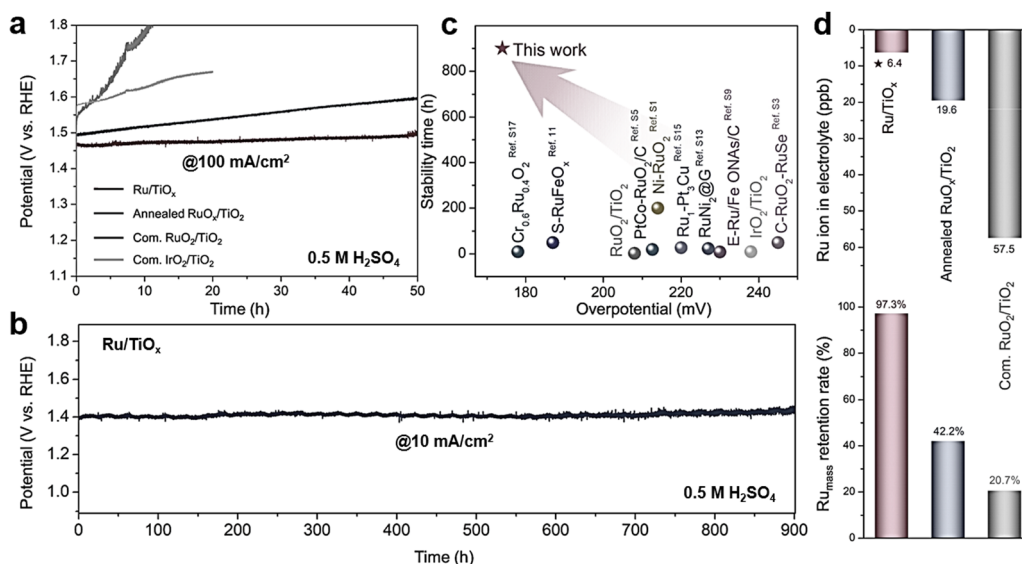 a
1.8
1.7
1.6
1.5
1.4
1.3
1.2
1.1
Potential (V vs. RHE)
@100 mA/cm²
Ru/TiOₓ
Annealed RuOₓ/TiO₂
Com. RuO₂/TiO₂
Com. IrO₂/TiO₂
0.5 M H₂SO₄
0 10 20 30 40 50
Time (h)
c
800
600
400
200
0
Stability time (h)
This work
Cr₀.₆Ru₀.₄O₂ Ref. S17
S-RuFeOₓ Ref. 11
RuO₂/TiO₂
PtCo-RuO₂/C Ref. S5
Ni-RuO₂ Ref. S1
Ru₁-Pt₃Cu Ref. S15
RuNi₂@G Ref. S13
E-Ru/Fe ONAs/C Ref. S9
IrO₂/TiO₂
C-RuO₂-RuSe Ref. S3
180 200 220 240
Overpotential (mV)
b
1.8
1.6
1.4
1.2
1.0
Potential (V vs. RHE)
Ru/TiOₓ
@10 mA/cm²
0.5 M H₂SO₄
0 100 200 300 400 500 600 700 800 900
Time (h)
d
0
10
20
30
40
50
60
Ru ion in electrolyte (ppb)
6.4
19.6
57.5
Ru/TiOₓ
Annealed RuOₓ/TiO₂
Com. RuO₂/TiO₂
100
80
60
40
20
0
Ruₘₐₛₛ retention rate (%)
97.3%
42.2%
20.7%